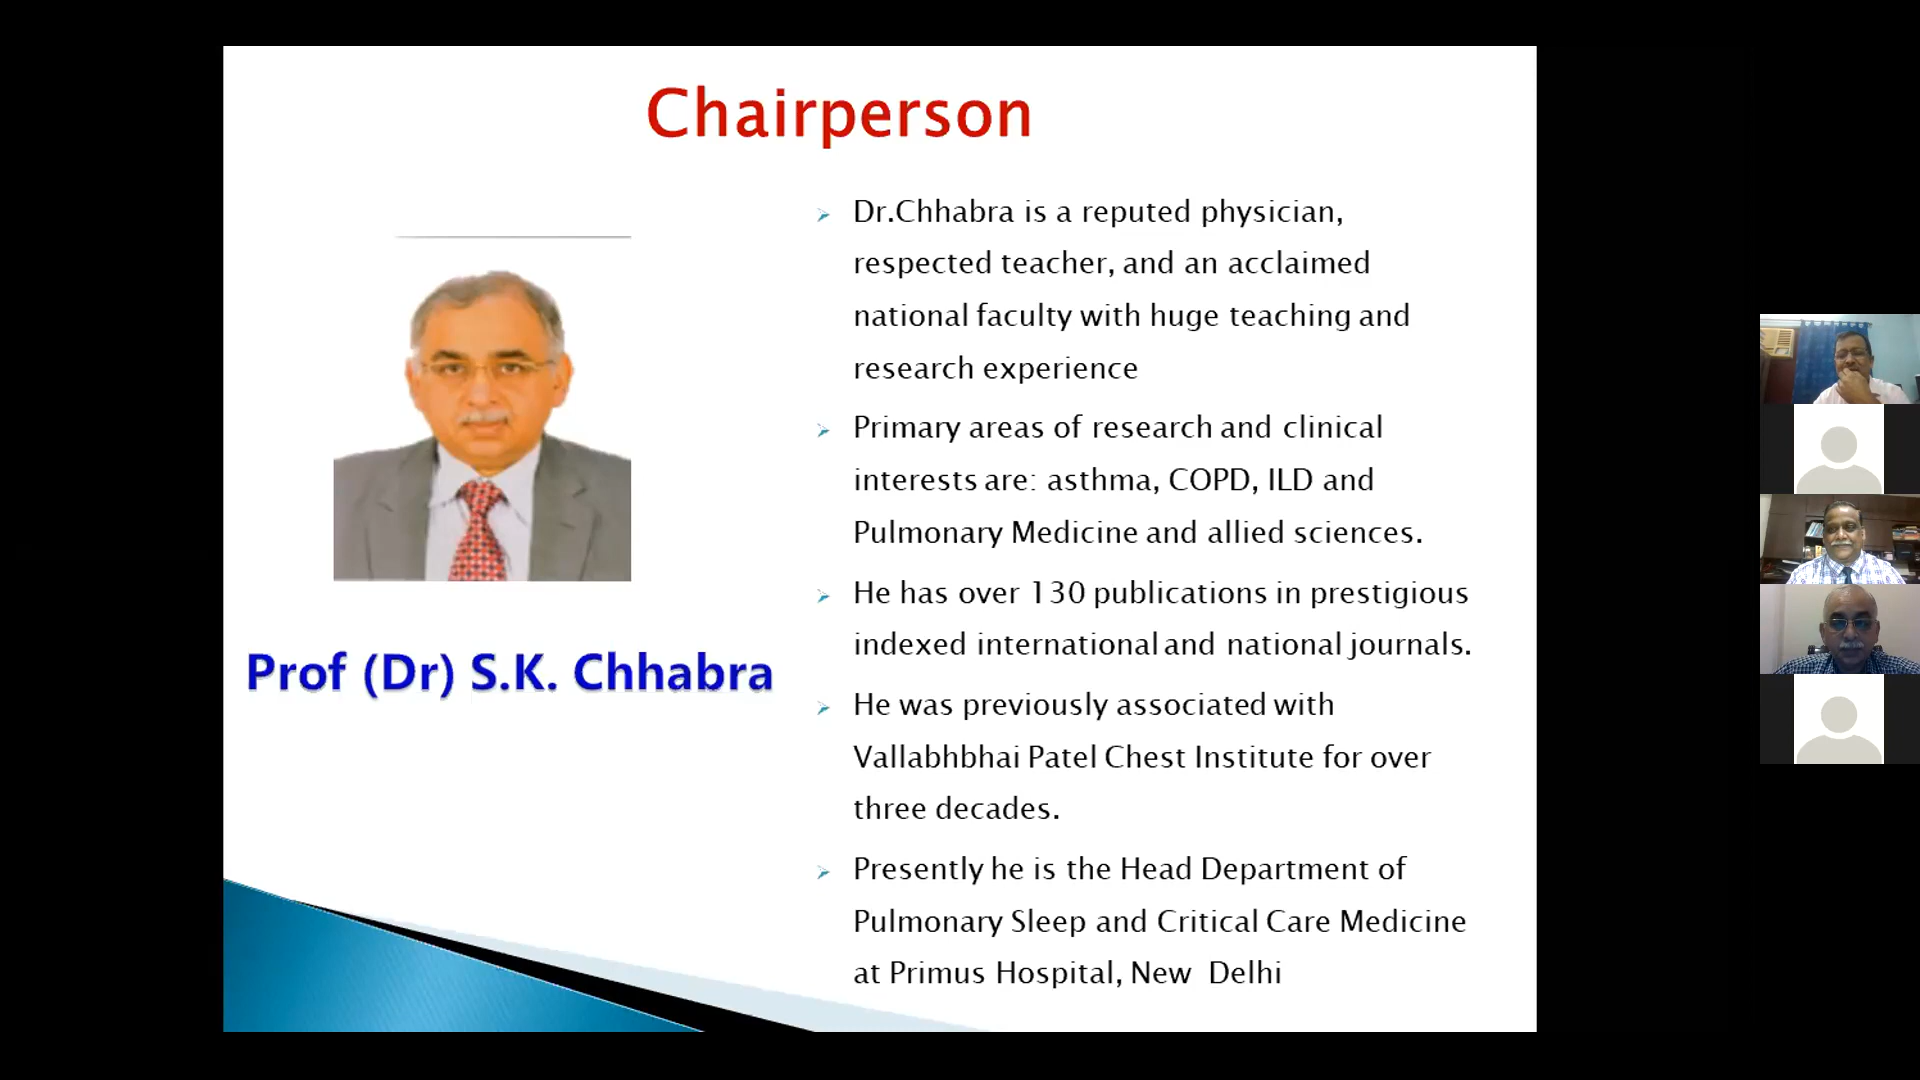 Chairperson
Dr.Chhabra is a reputed physician,
respected teacher, and an acclaimed
national faculty with huge teaching and
research experience
Primary areas of research and clinical
interests are: asthma, COPD, ILD and
Pulmonary Medicine and allied sciences.
He has over 130 publications in prestigious
indexed international and national journals.
He was previously associated with
Vallabhbhai Patel Chest Institute for over
three decades.
Presently he is the Head Department of
Pulmonary Sleep and Critical Care Medicine
at Primus Hospital, New Delhi
Prof (Dr) S.K. Chhabra